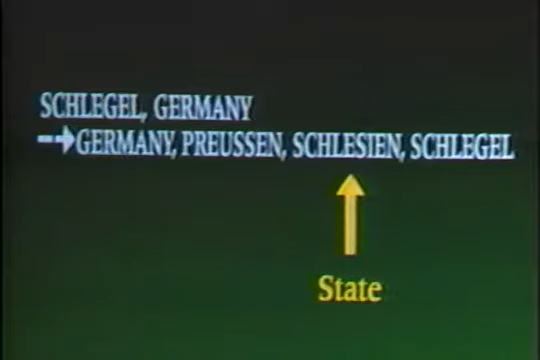 SCHLEGEL, GERMANY
GERMANY, PREUSSEN, SCHLESIEN, SCHLEGEL
State